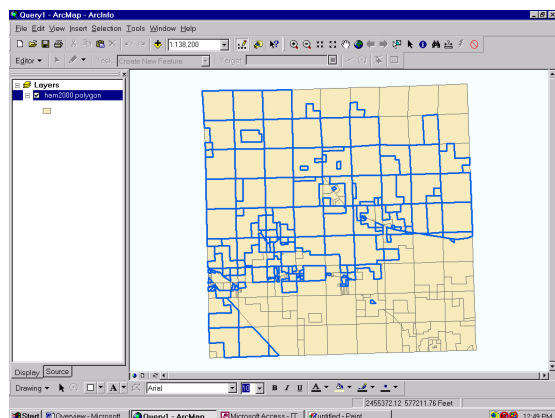 Query1 - ArcMap - ArcInfo
File Edit View Insert Selection Tools Window Help
1:138,200
Editor Task: Create New Feature Target:
Layers
ham2000 polygon
Display Source
Drawing A Arial 10 B I U A
2455372.12 577211.76 Feet
Start Overview - Microsoft Query1 - ArcMap Microsoft Access - [T untitled - Paint 12:49 PM